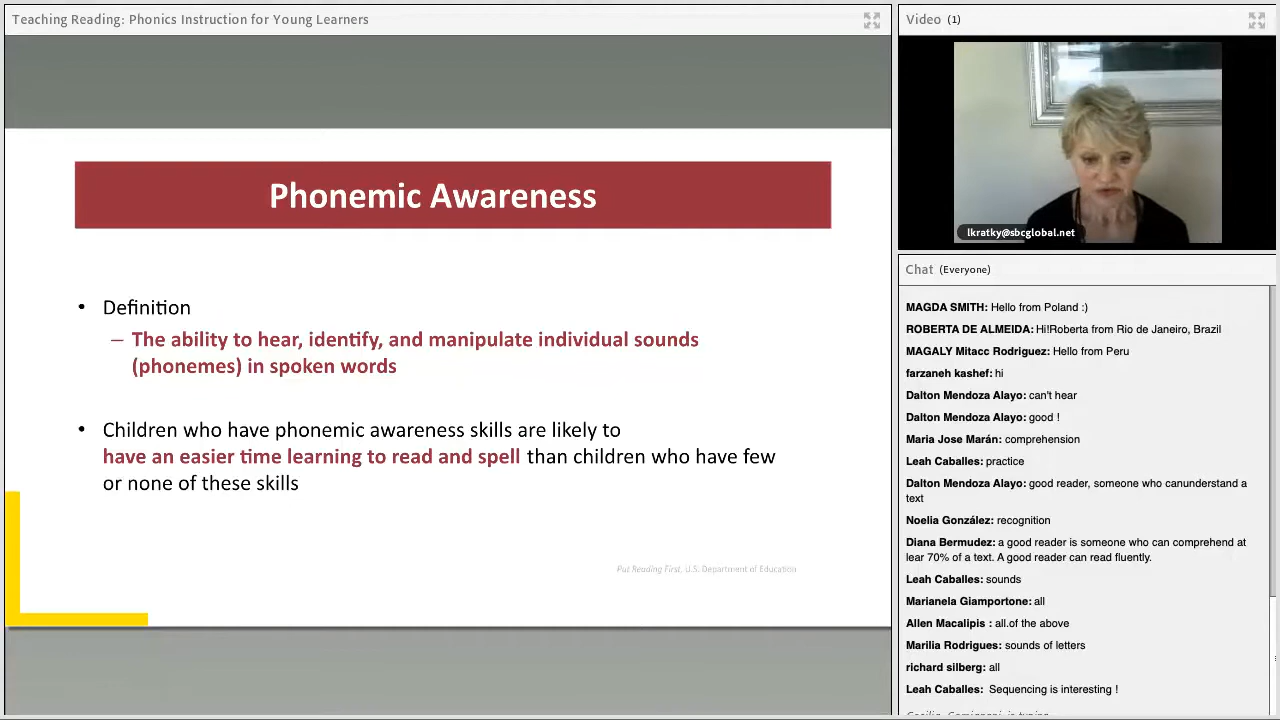 Teaching Reading: Phonics Instruction for Young Learners
Phonemic Awareness
• Definition
– The ability to hear, identify, and manipulate individual sounds
(phonemes) in spoken words
• Children who have phonemic awareness skills are likely to
have an easier time learning to read and spell than children who have few
or none of these skills
Put Reading First, U.S. Department of Education
Video (1)
lkratky@sbcglobal.net
Chat (Everyone)
MAGDA SMITH: Hello from Poland :)
ROBERTA DE ALMEIDA: Hi!Roberta from Rio de Janeiro, Brazil
MAGALY Mitacc Rodriguez: Hello from Peru
farzaneh kashef: hi
Dalton Mendoza Alayo: can't hear
Dalton Mendoza Alayo: good !
Maria Jose Marán: comprehension
Leah Caballes: practice
Dalton Mendoza Alayo: good reader, someone who canunderstand a
text
Noelia González: recognition
Diana Bermudez: a good reader is someone who can comprehend at
lear 70% of a text. A good reader can read fluently.
Leah Caballes: sounds
Marianela Giamportone: all
Allen Macalipis : all.of the above
Marilia Rodrigues: sounds of letters
richard silberg: all
Leah Caballes: Sequencing is interesting !
is typing